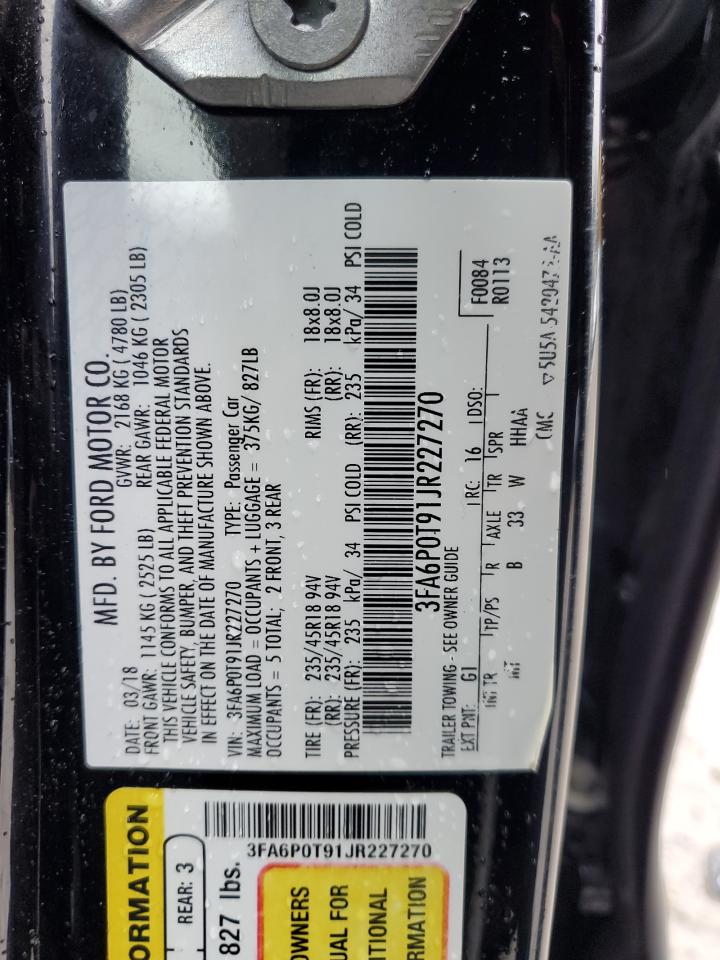 MFD. BY FORD MOTOR CO.
DATE: 03/18 GVWR: 2168 KG ( 4780 LB)
FRONT GAWR: 1145 KG ( 2525 LB) REAR GAWR: 1046 KG ( 2305 LB)
THIS VEHICLE CONFORMS TO ALL APPLICABLE FEDERAL MOTOR
VEHICLE SAFETY, BUMPER, AND THEFT PREVENTION STANDARDS
IN EFFECT ON THE DATE OF MANUFACTURE SHOWN ABOVE.
VIN: 3FA6P0T91JR227270 TYPE: Passenger Car
MAXIMUM LOAD = OCCUPANTS + LUGGAGE = 375KG/ 827LB
OCCUPANTS = 5 TOTAL; 2 FRONT, 3 REAR
TIRE (FR): 235/45R18 94V RIMS (FR): 18x8.0J
(RR): 235/45R18 94V (RR): 18x8.0J
PRESSURE (FR): 235 kPa/ 34 PSI COLD (RR): 235 kPa/ 34 PSI COLD
3FA6P0T91JR227270
TRAILER TOWING - SEE OWNER GUIDE
EXT PNT: G1 RC: 16 DSO: F0084
INT TR TP/PS R AXLE TR SPR R0113
B 33 W HHAA
CMC
ORMATION
REAR: 3
827 lbs.
3FA6P0T91JR227270
OWNERS
UAL FOR
ITIONAL
RMATION